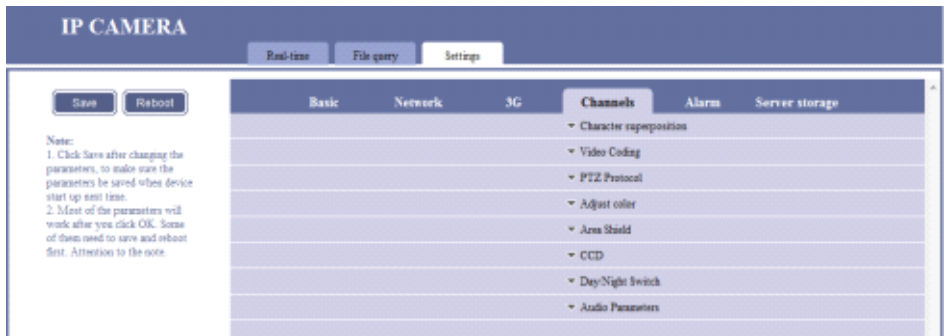 IP CAMERA
Real-time File query Settings
Save Reboot
Basic Network 3G Channels Alarm Server storage
Note:
1. Click Save after changing the
parameters, to make sure the
parameters be saved when device
start up next time.
2. Most of the parameters will
work after you click OK. Some
of them need to save and reboot
first. Attention to the note.
Character superposition
Video Coding
PTZ Protocol
Adjust color
Area Shield
CCD
Day/Night Switch
Audio Parameters